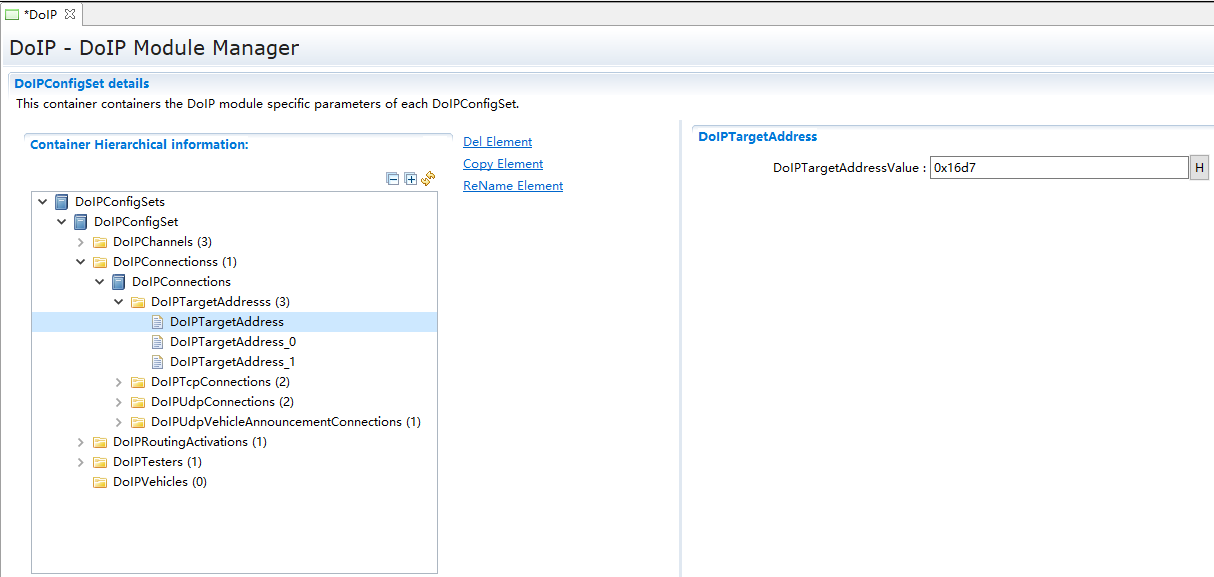 *DoIP
DoIP - DoIP Module Manager
DoIPConfigSet details
This container containers the DoIP module specific parameters of each DoIPConfigSet.
Container Hierarchical information:
Del Element
Copy Element
ReName Element
DoIPConfigSets
DoIPConfigSet
DoIPChannels (3)
DoIPConnectionss (1)
DoIPConnections
DoIPTargetAddresss (3)
DoIPTargetAddress
DoIPTargetAddress_0
DoIPTargetAddress_1
DoIPTcpConnections (2)
DoIPUdpConnections (2)
DoIPUdpVehicleAnnouncementConnections (1)
DoIPRoutingActivations (1)
DoIPTesters (1)
DoIPVehicles (0)
DoIPTargetAddress
DoIPTargetAddressValue : 0x16d7 H